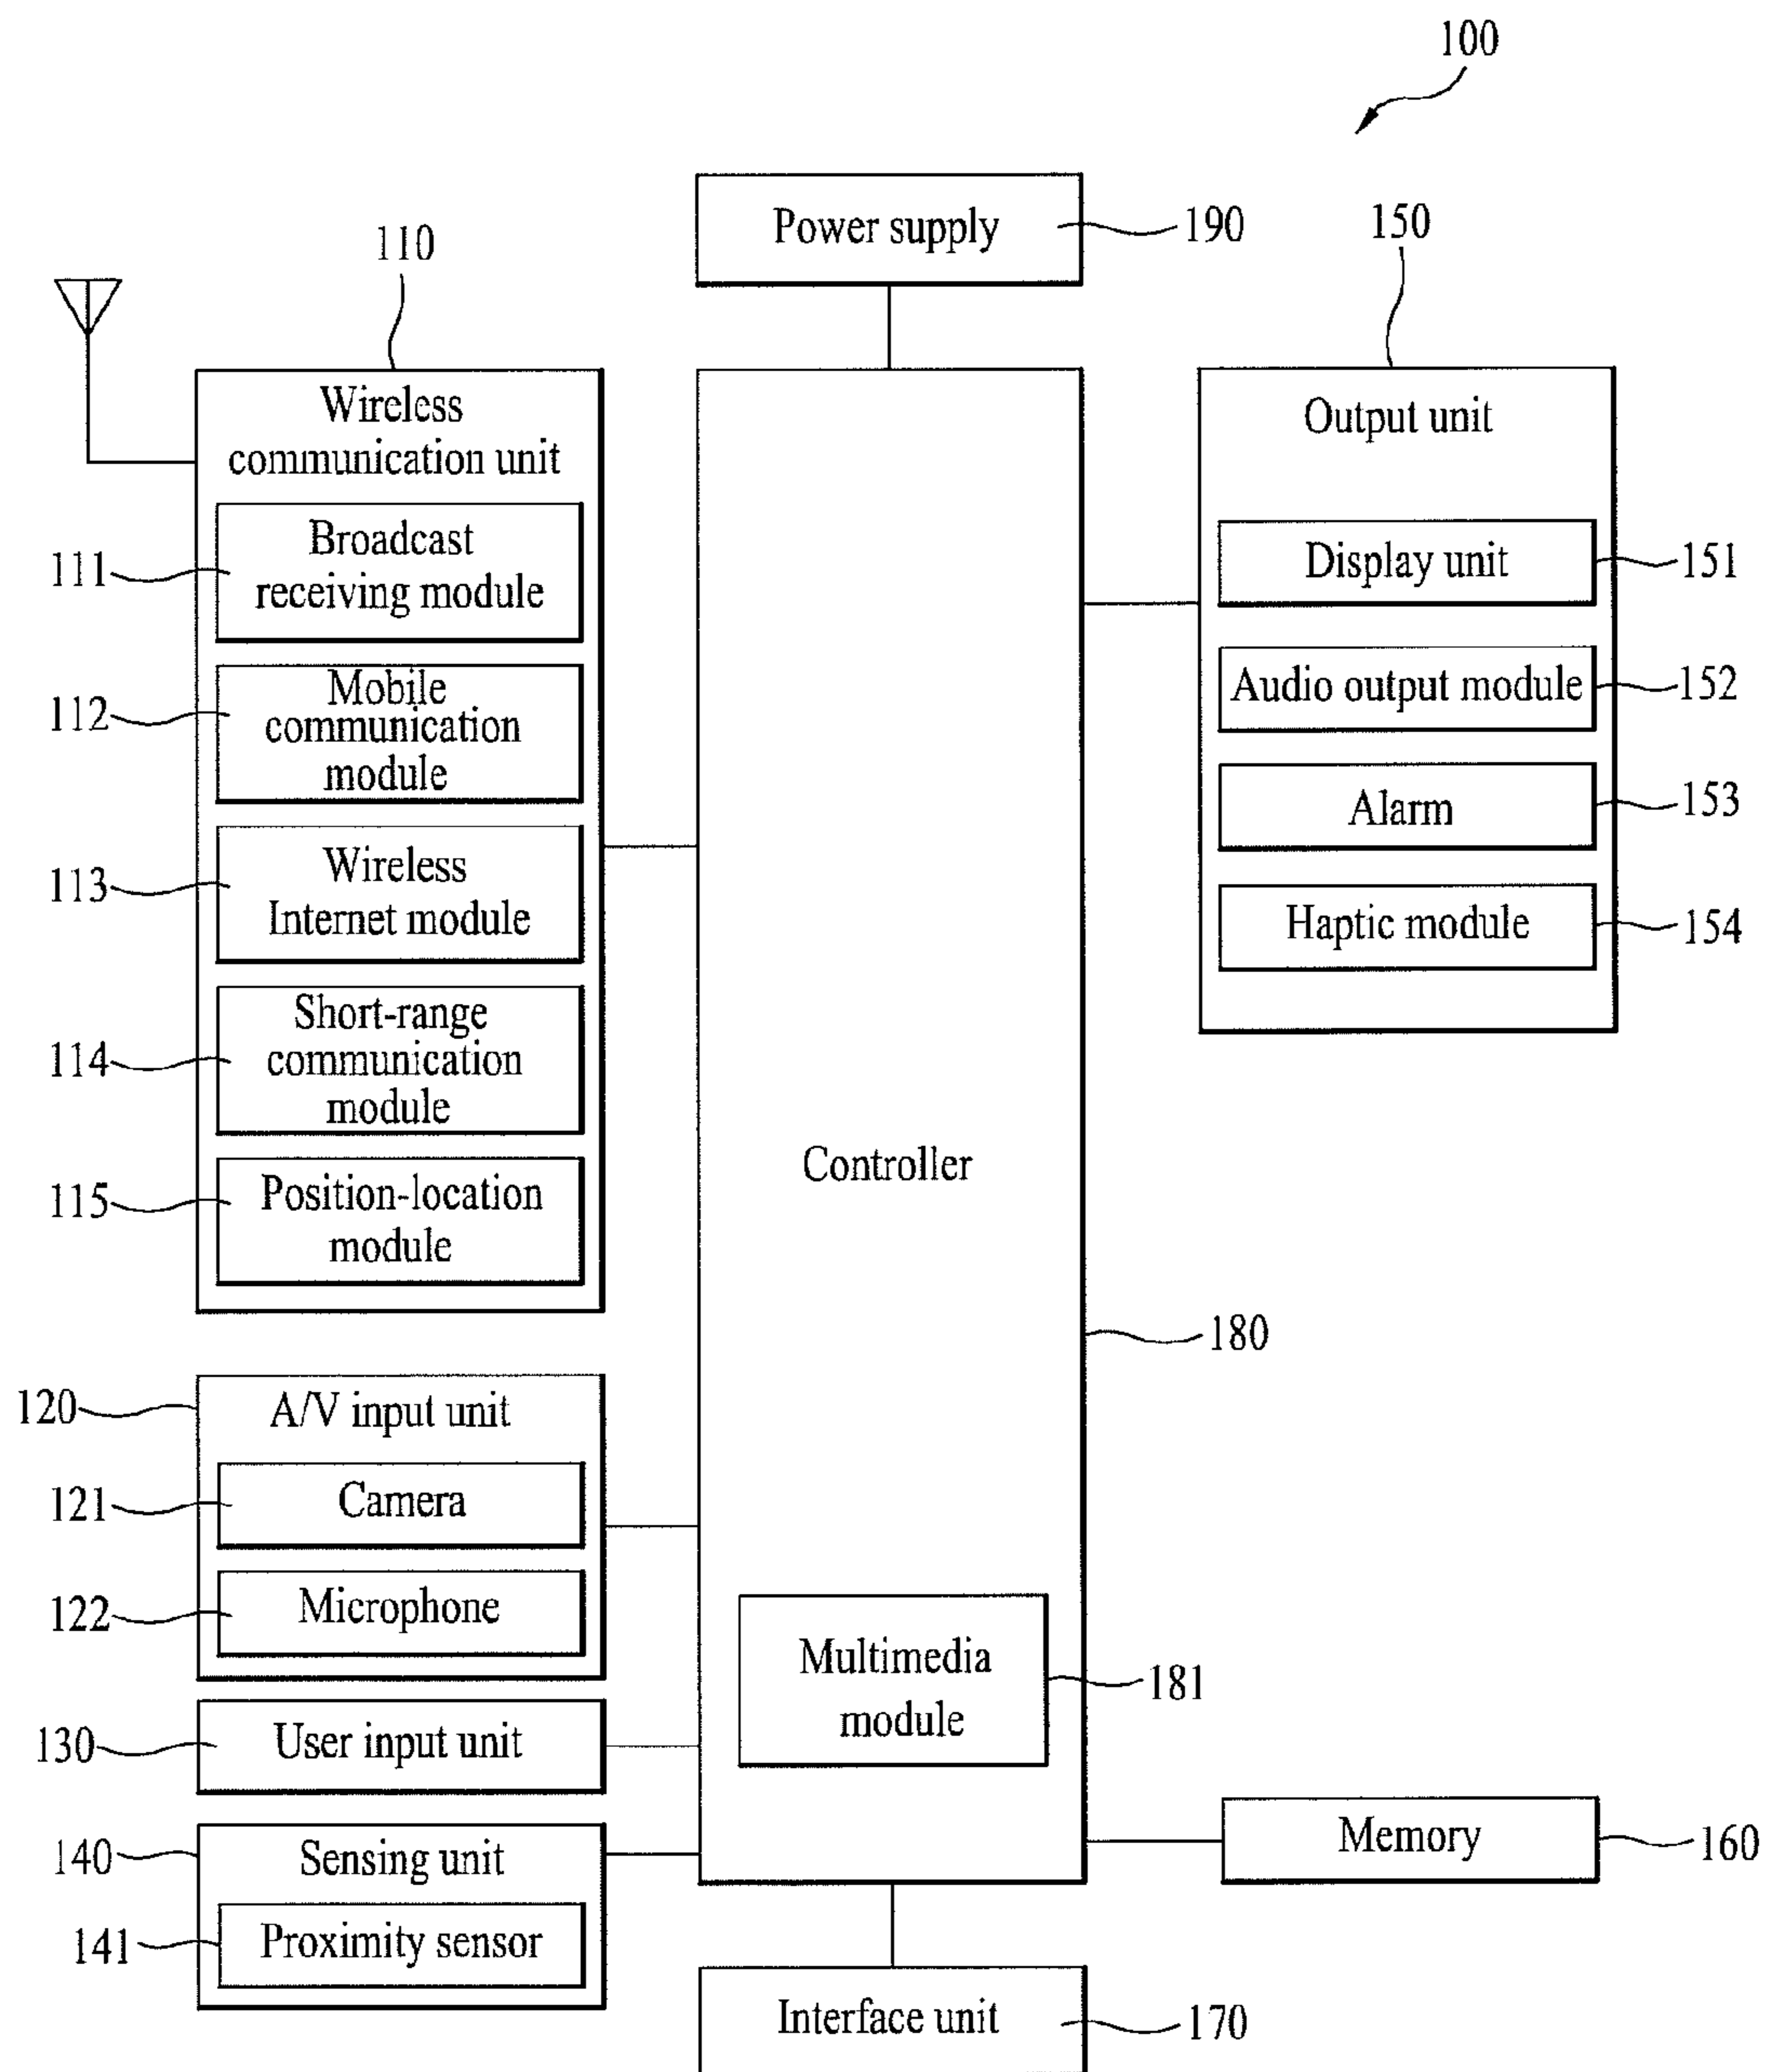 100
Power supply
190
110
Wireless
communication unit
Broadcast
receiving module
111
Mobile
communication
module
112
Wireless
Internet module
113
Short-range
communication
module
114
Position-location
module
115
150
Output unit
Display unit
151
Audio output module
152
Alarm
153
Haptic module
154
Controller
180
120
A/V input unit
121
Camera
122
Microphone
Multimedia
module
181
130
User input unit
140
Sensing unit
141
Proximity sensor
Memory
160
Interface unit
170